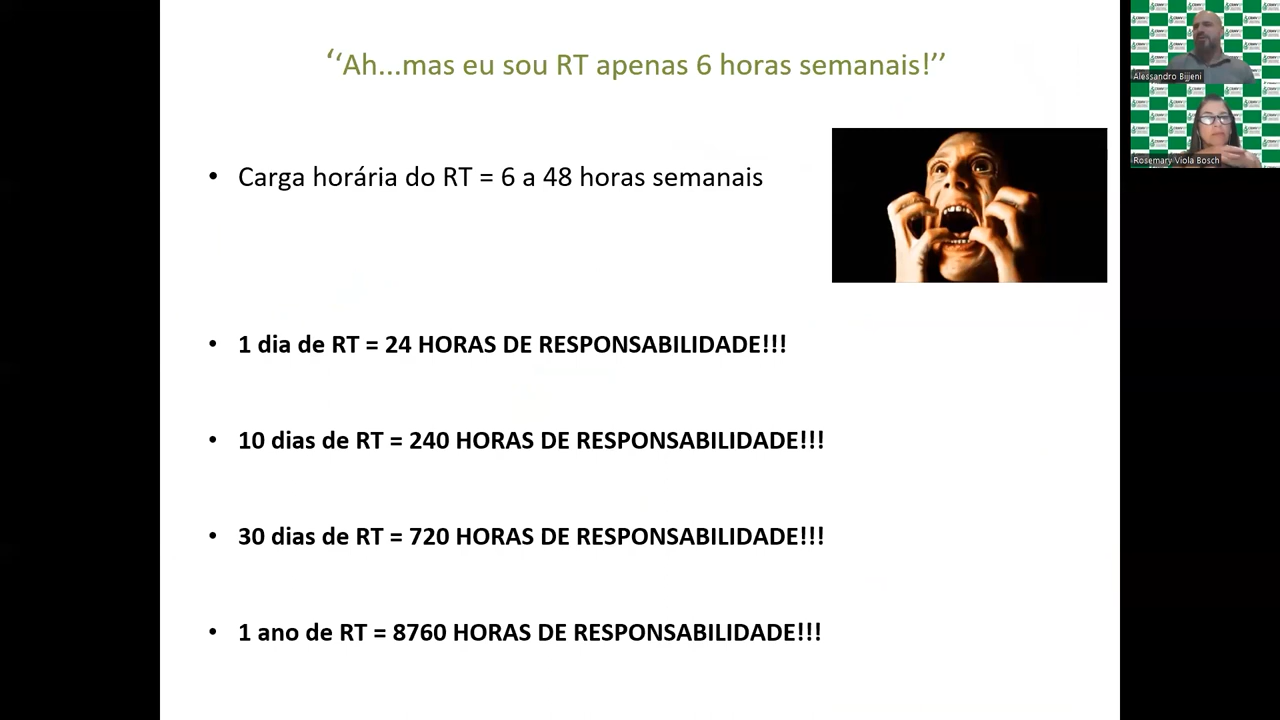 ‘‘Ah...mas eu sou RT apenas 6 horas semanais!’’
• Carga horária do RT = 6 a 48 horas semanais
• 1 dia de RT = 24 HORAS DE RESPONSABILIDADE!!!
• 10 dias de RT = 240 HORAS DE RESPONSABILIDADE!!!
• 30 dias de RT = 720 HORAS DE RESPONSABILIDADE!!!
• 1 ano de RT = 8760 HORAS DE RESPONSABILIDADE!!!
Alessandro Bijjeni
Rosemary Viola Bosch